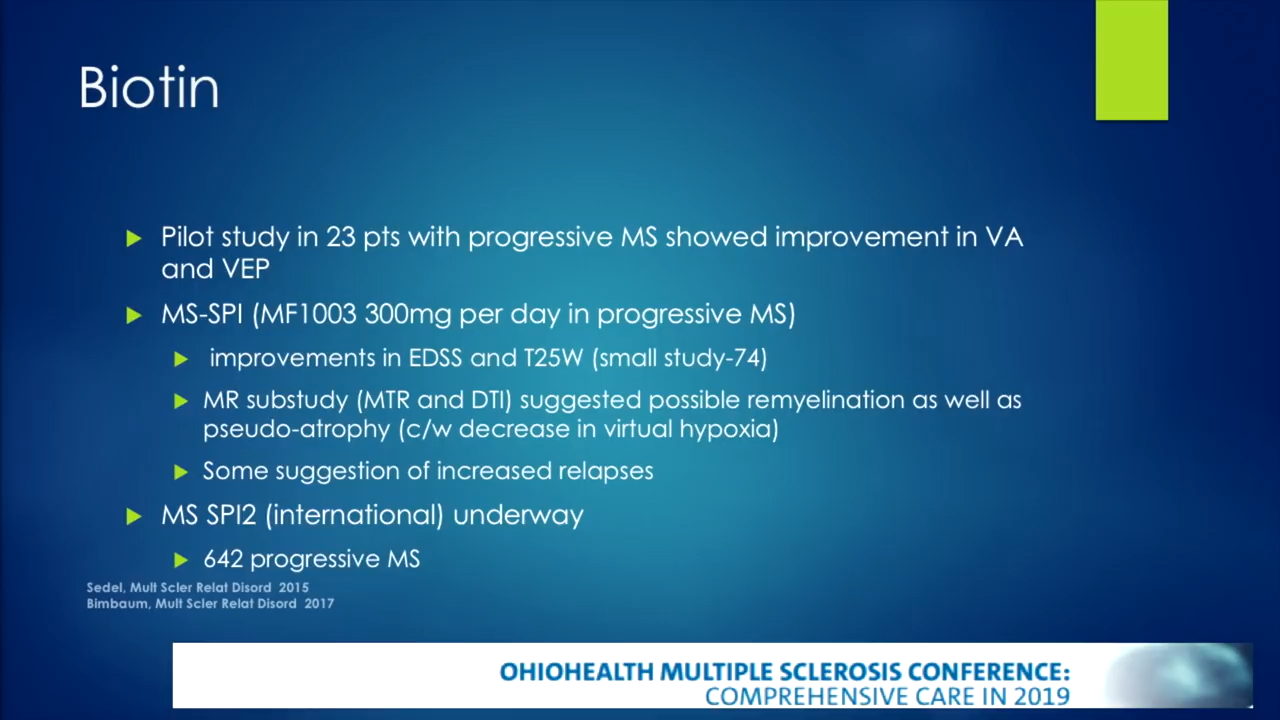 Biotin
Pilot study in 23 pts with progressive MS showed improvement in VA
and VEP
MS-SPI (MF1003 300mg per day in progressive MS)
improvements in EDSS and T25W (small study-74)
MR substudy (MTR and DTI) suggested possible remyelination as well as
pseudo-atrophy (c/w decrease in virtual hypoxia)
Some suggestion of increased relapses
MS SPI2 (international) underway
642 progressive MS
Sedel, Mult Scler Relat Disord 2015
Bimbaum, Mult Scler Relat Disord 2017
OHIOHEALTH MULTIPLE SCLEROSIS CONFERENCE:
COMPREHENSIVE CARE IN 2019